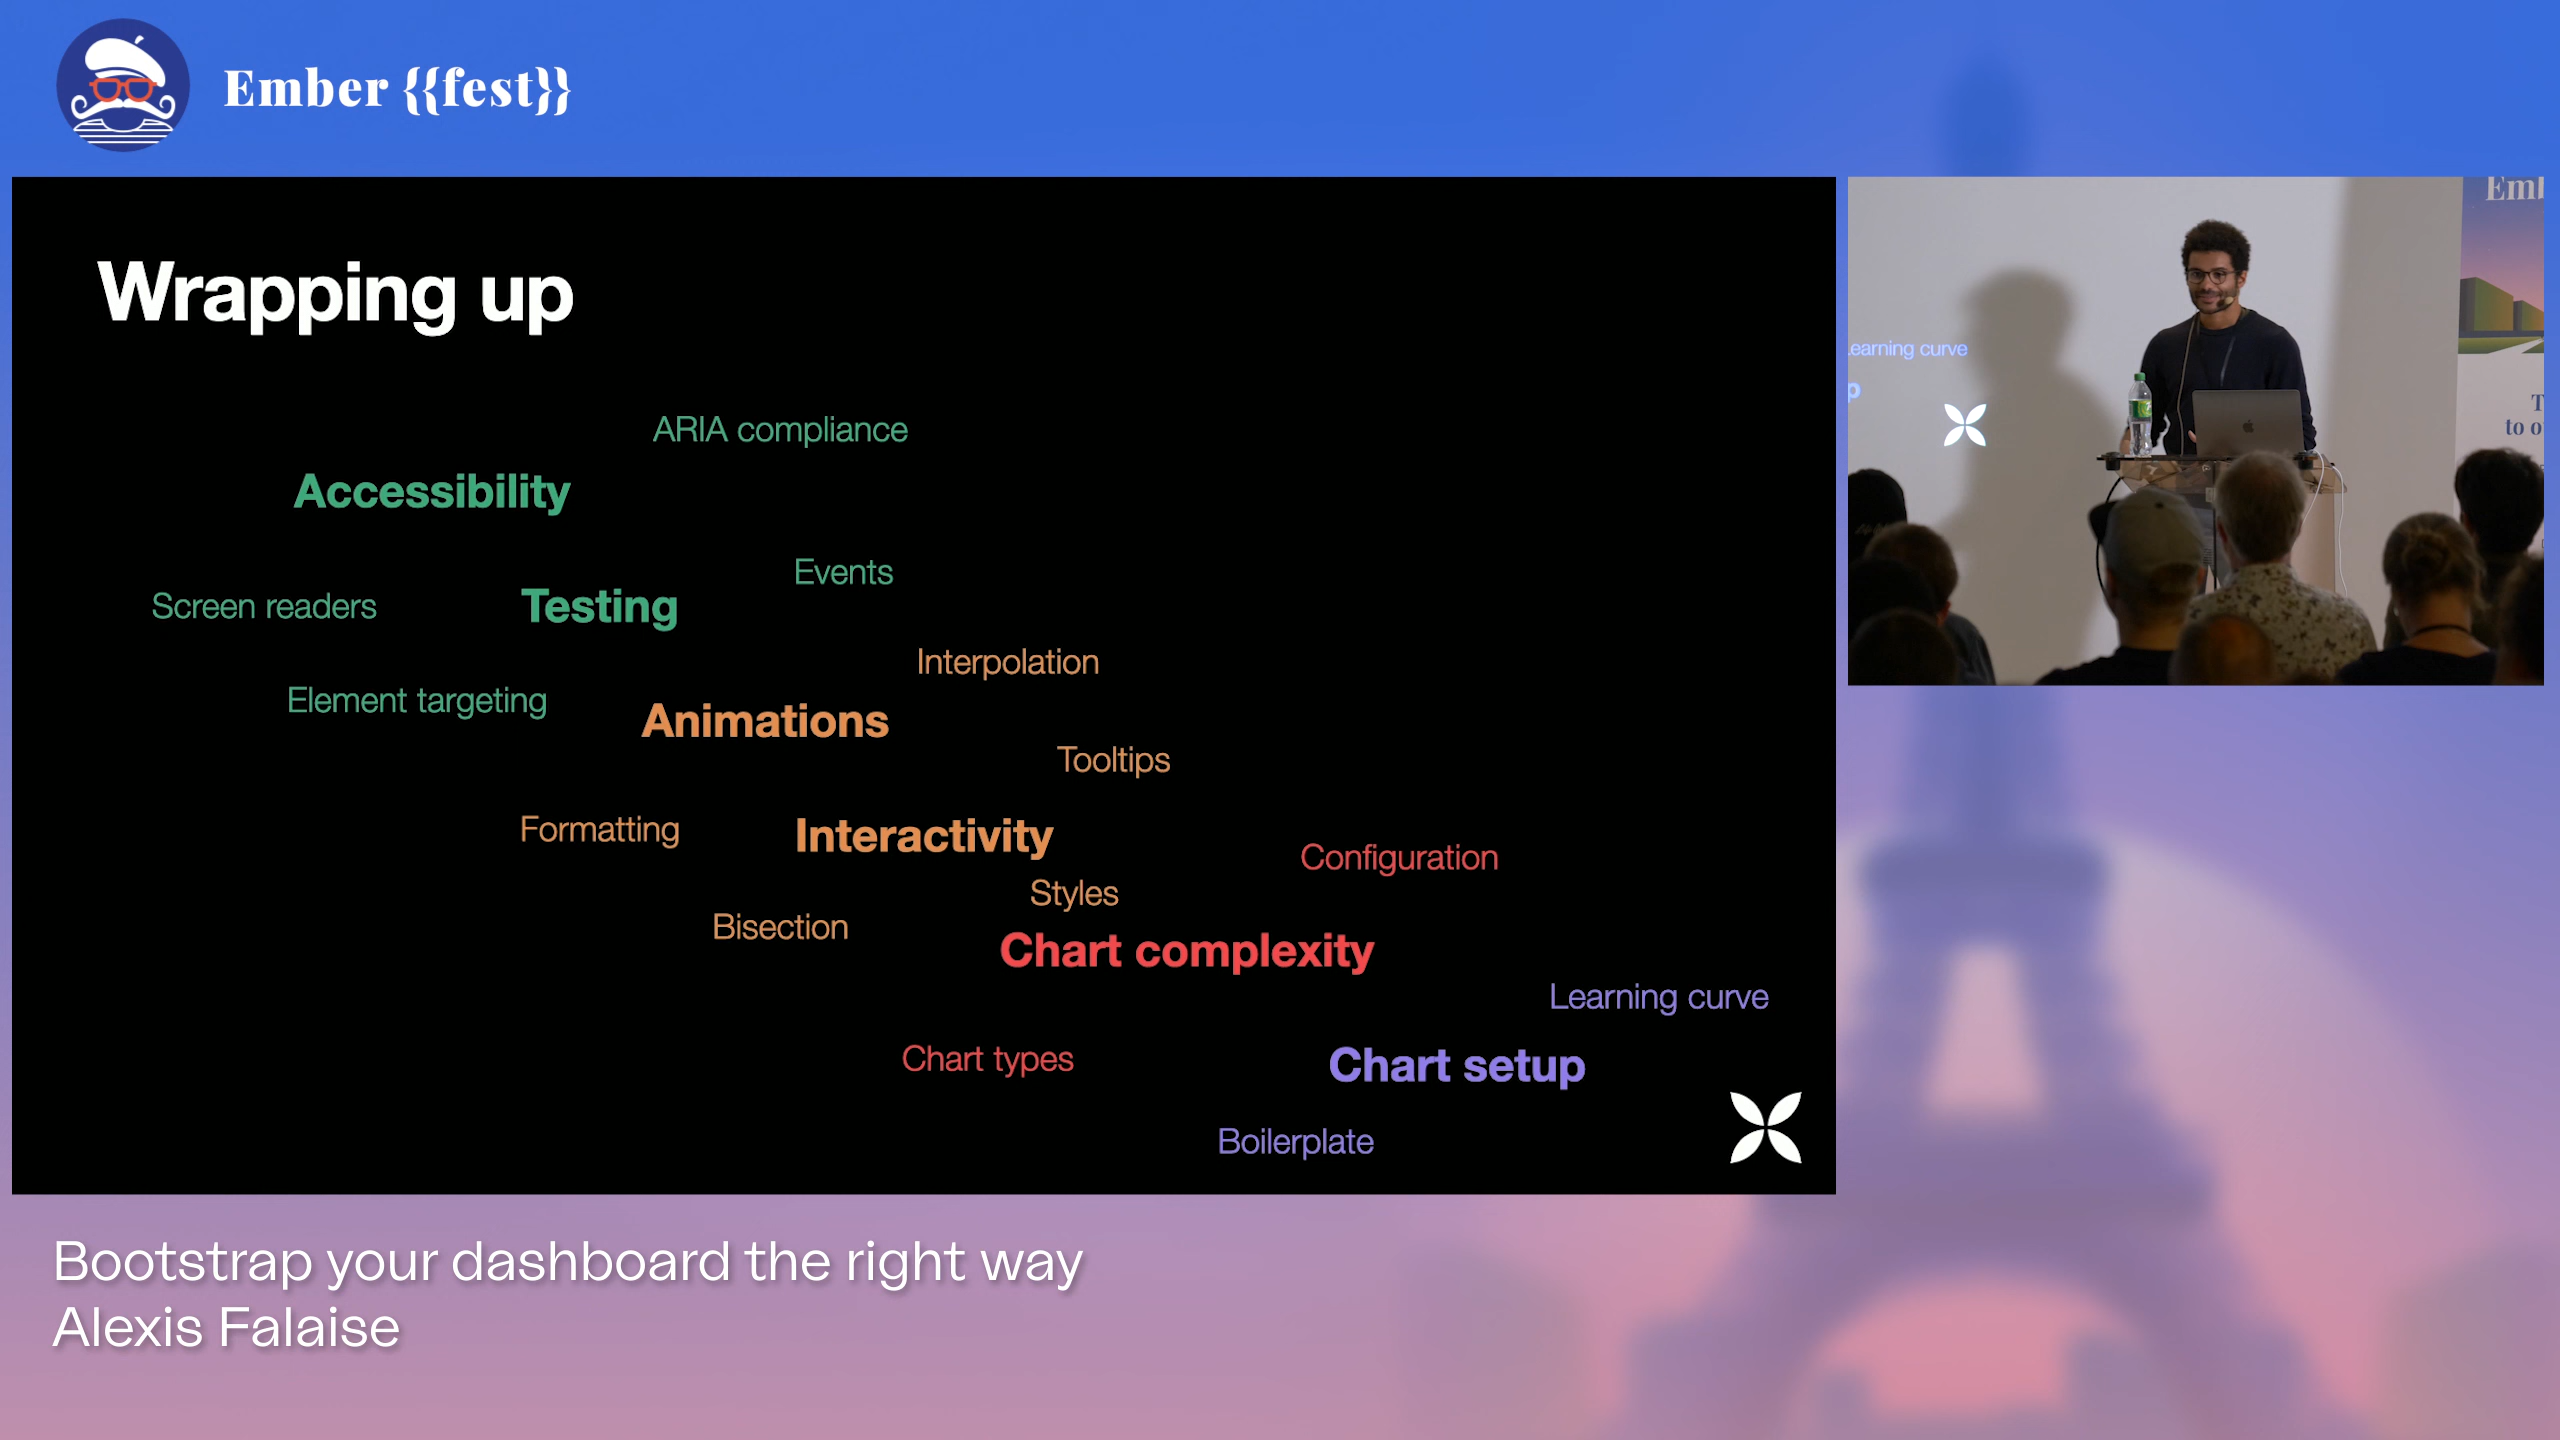 Ember {{fest}}
Wrapping up
ARIA compliance
Accessibility
Events
Screen readers
Testing
Interpolation
Element targeting
Animations
Tooltips
Formatting
Interactivity
Configuration
Styles
Bisection
Chart complexity
Learning curve
Chart types
Chart setup
Boilerplate
Emb
earning curve
p
T
to o
Bootstrap your dashboard the right way
Alexis Falaise